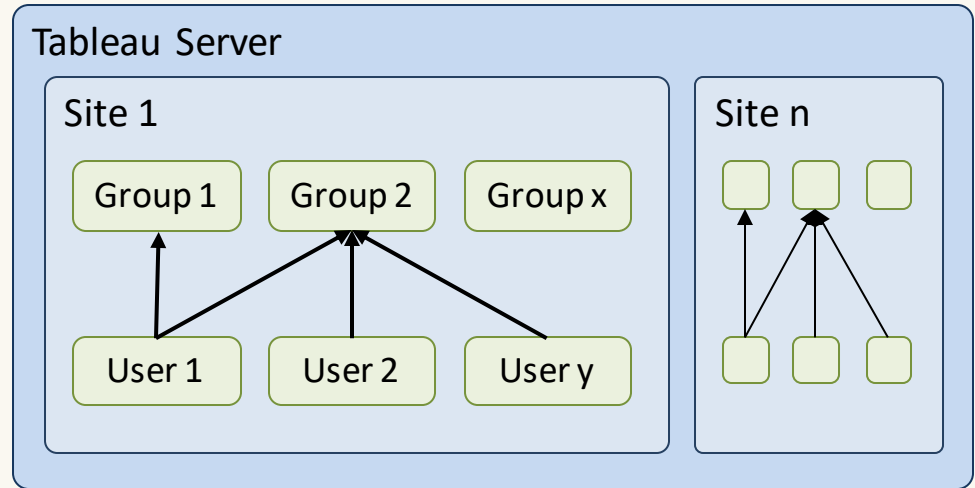 Tableau Server
Site 1
Site n
Group 1
Group 2
Group x
User 1
User 2
User y